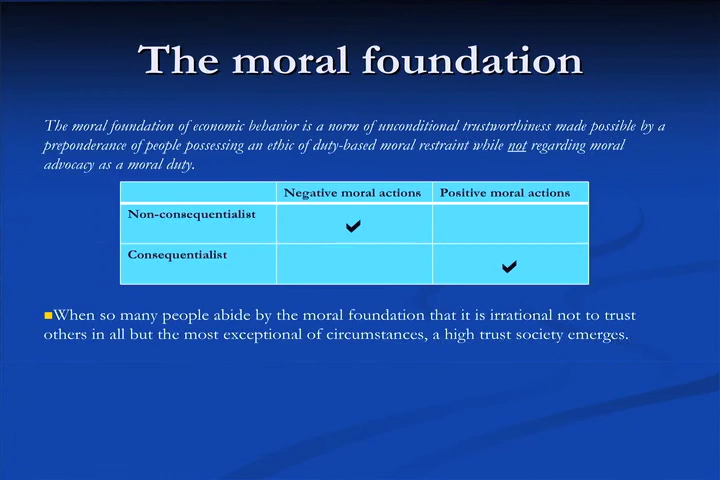 The moral foundation
The moral foundation of economic behavior is a norm of unconditional trustworthiness made possible by a
preponderance of people possessing an ethic of duty-based moral restraint while not regarding moral
advocacy as a moral duty.
Negative moral actions Positive moral actions
Non-consequentialist ✔
Consequentialist ✔
When so many people abide by the moral foundation that it is irrational not to trust
others in all but the most exceptional of circumstances, a high trust society emerges.